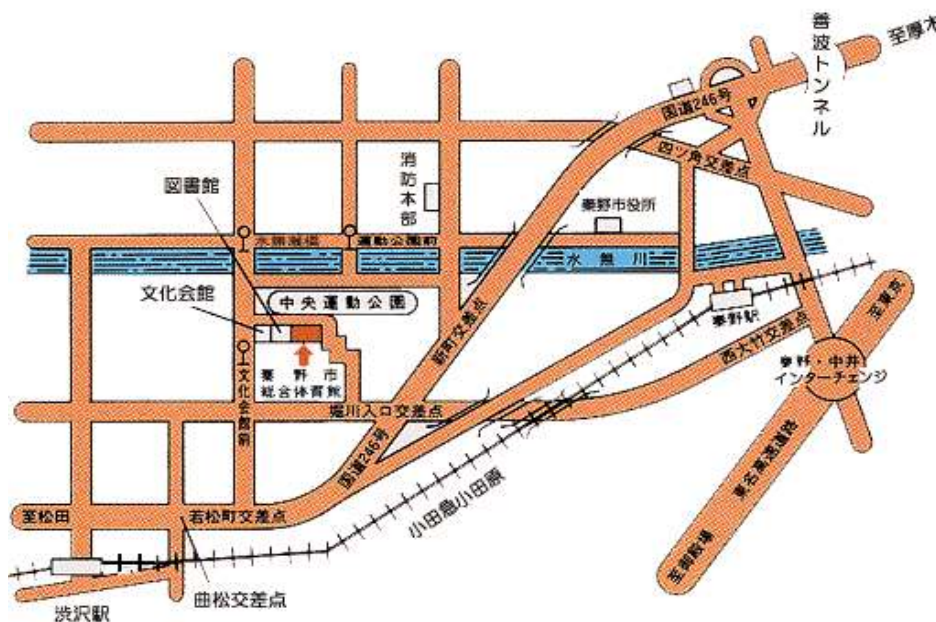 至厚木
善波トンネル
国道246号
四ツ角交差点
消防本部
図書館
秦野市役所
水無瀬橋
運動公園前
水無川
文化会館
中央運動公園
秦野駅
至東京
新町交差点
西大竹交差点
秦野・中井
インターチェンジ
秦野市
総合体育館
文化会館前
堀川入口交差点
国道246号
東名高速道路
小田急小田原
至松田
若松町交差点
至御殿場
渋沢駅
曲松交差点